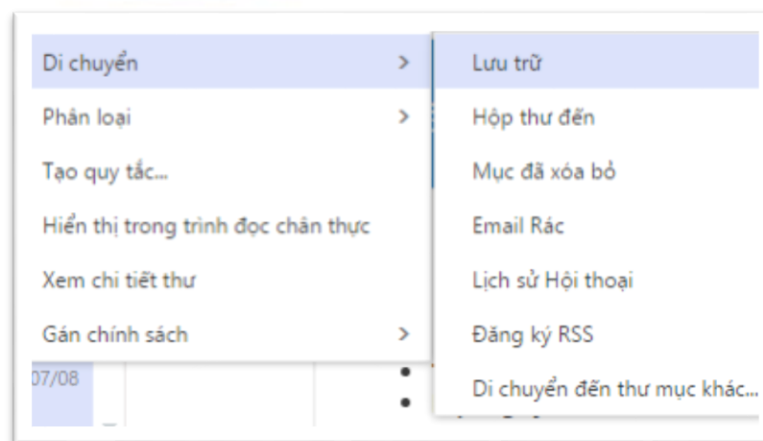 Di chuyển
Phân loại
Tạo quy tắc...
Hiển thị trong trình đọc chân thực
Xem chi tiết thư
Gán chính sách
07/08
Lưu trữ
Hộp thư đến
Mục đã xóa bỏ
Email Rác
Lịch sử Hội thoại
Đăng ký RSS
Di chuyển đến thư mục khác...